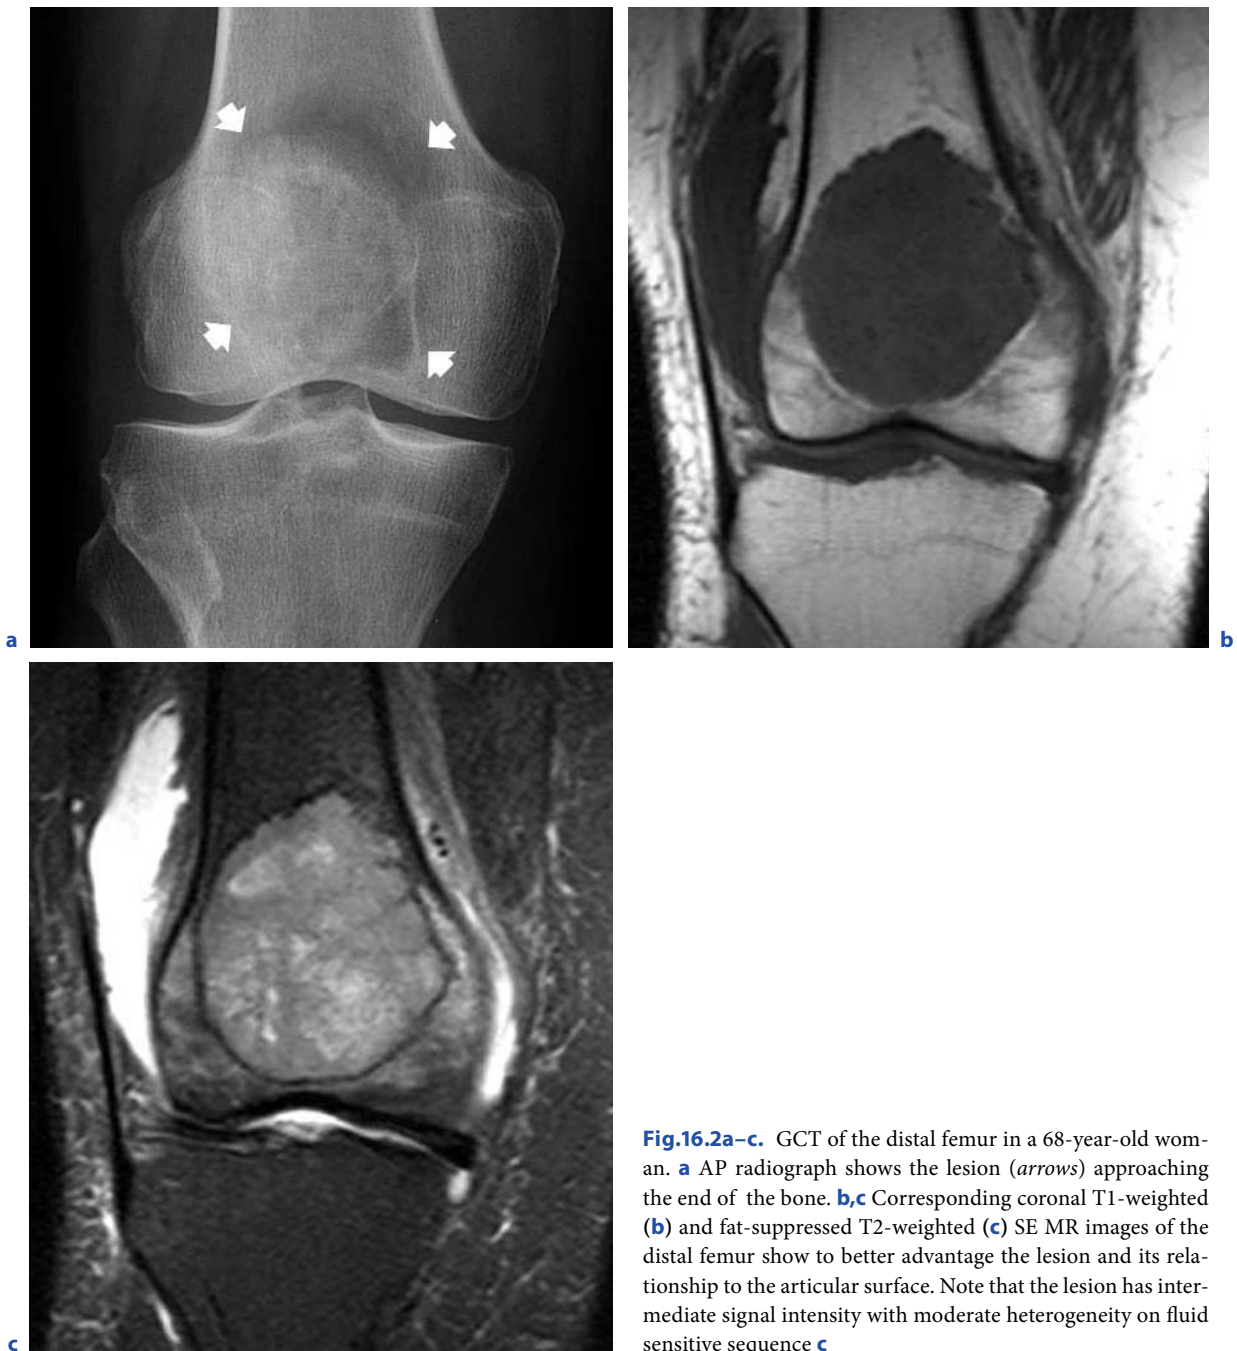 a
b
c
Fig.16.2a–c. GCT of the distal femur in a 68-year-old wom-
an. a AP radiograph shows the lesion (arrows) approaching
the end of the bone. b,c Corresponding coronal T1-weighted
(b) and fat-suppressed T2-weighted (c) SE MR images of the
distal femur show to better advantage the lesion and its rela-
tionship to the articular surface. Note that the lesion has inter-
mediate signal intensity with moderate heterogeneity on fluid
sensitive sequence c